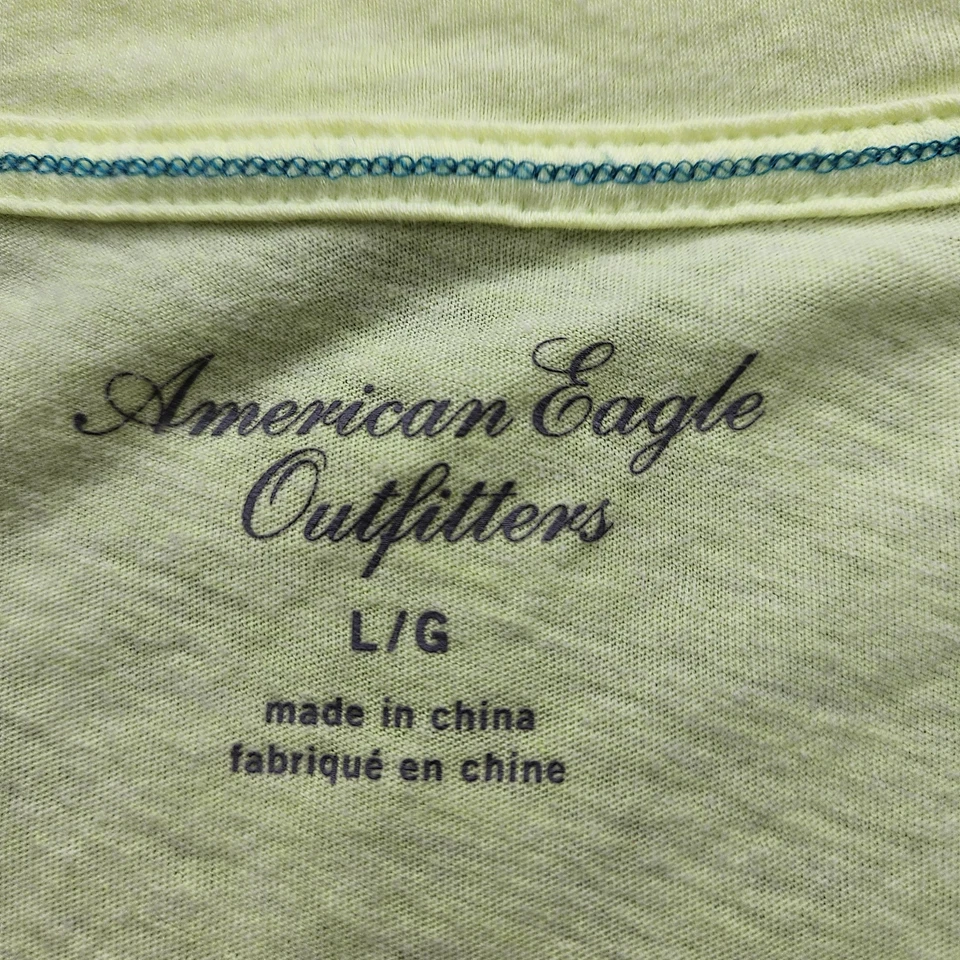 American Eagle
Outfitters
L/G
made in china
fabriqué en chine